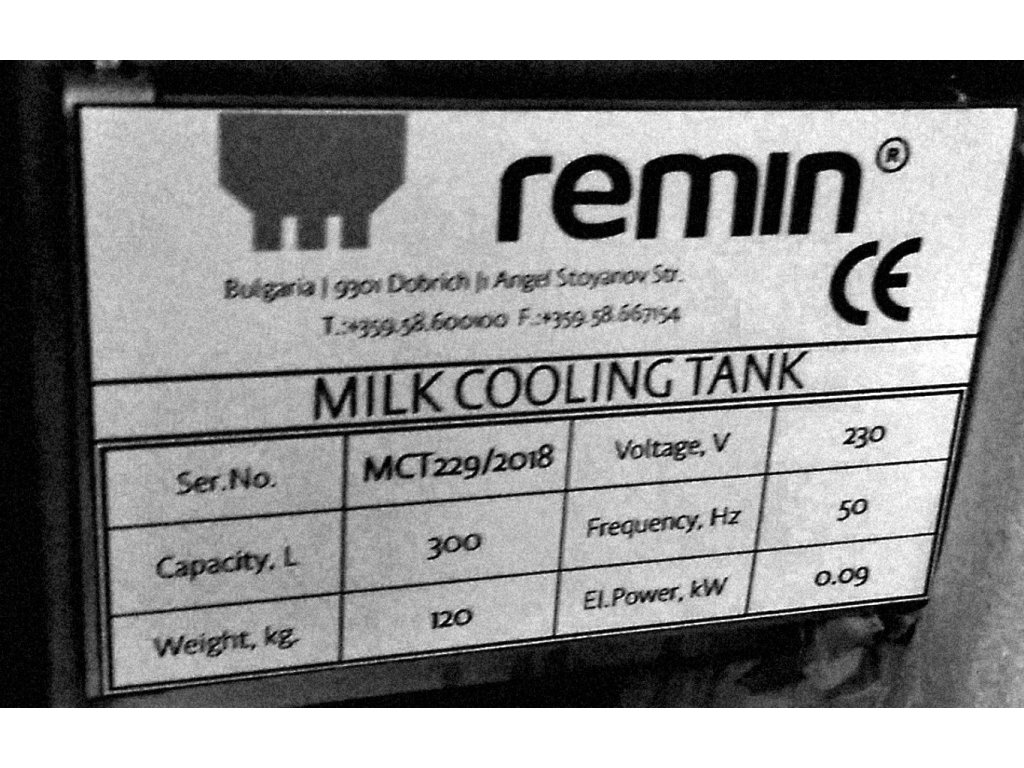 remin®
CE
Bulgaria | 9301 Dobrich |1 Angel Stoyanov Str.
T.:+359.58.600100 F.:+359.58.667154
MILK COOLING TANK
Ser.No. MCT229/2018 Voltage, V 230
Capacity, L 300 Frequency, Hz 50
Weight, kg. 120 El.Power, kW 0.09